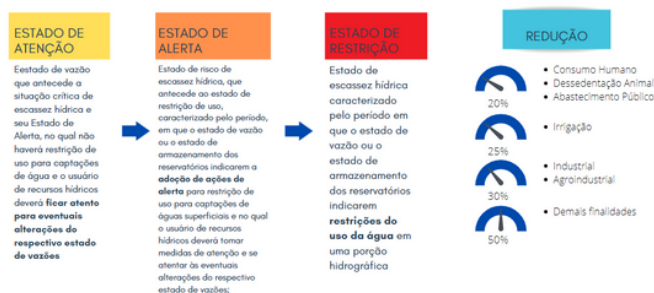 ESTADO DE
ATENÇÃO
Eestado de vazão
que antecede a
situação crítica de
escassez hídrica e
seu Estado de
Alerta, no qual não
haverá restrição de
uso para captações
de água e o usuário
de recursos hídricos
deverá ficar atento
para eventuais
alterações do
respectivo estado
de vazões
ESTADO DE
ALERTA
Estado de risco de
escassez hídrica, que
antecede ao estado de
restrição de uso,
caracterizado pelo período,
em que o estado de vazão
ou o estado de
armazenamento dos
reservatórios indicarem a
adoção de ações de
alerta para restrição de
uso para captações de
águas superficiais e no qual
o usuário de recursos
hídricos deverá tomar
medidas de atenção e se
atentar às eventuais
alterações do respectivo
estado de vazões;
ESTADO DE
RESTRIÇÃO
Estado de
escassez hídrica
caracterizado
pelo período em
que o estado de
vazão ou o
estado de
armazenamento
dos reservatórios
indicarem
restrições do
uso da água em
uma porção
hidrográfica
REDUÇÃO
20%
• Consumo Humano
• Dessedentação Animal
• Abastecimento Público
25%
• Irrigação
30%
• Industrial
• Agroindustrial
50%
• Demais finalidades